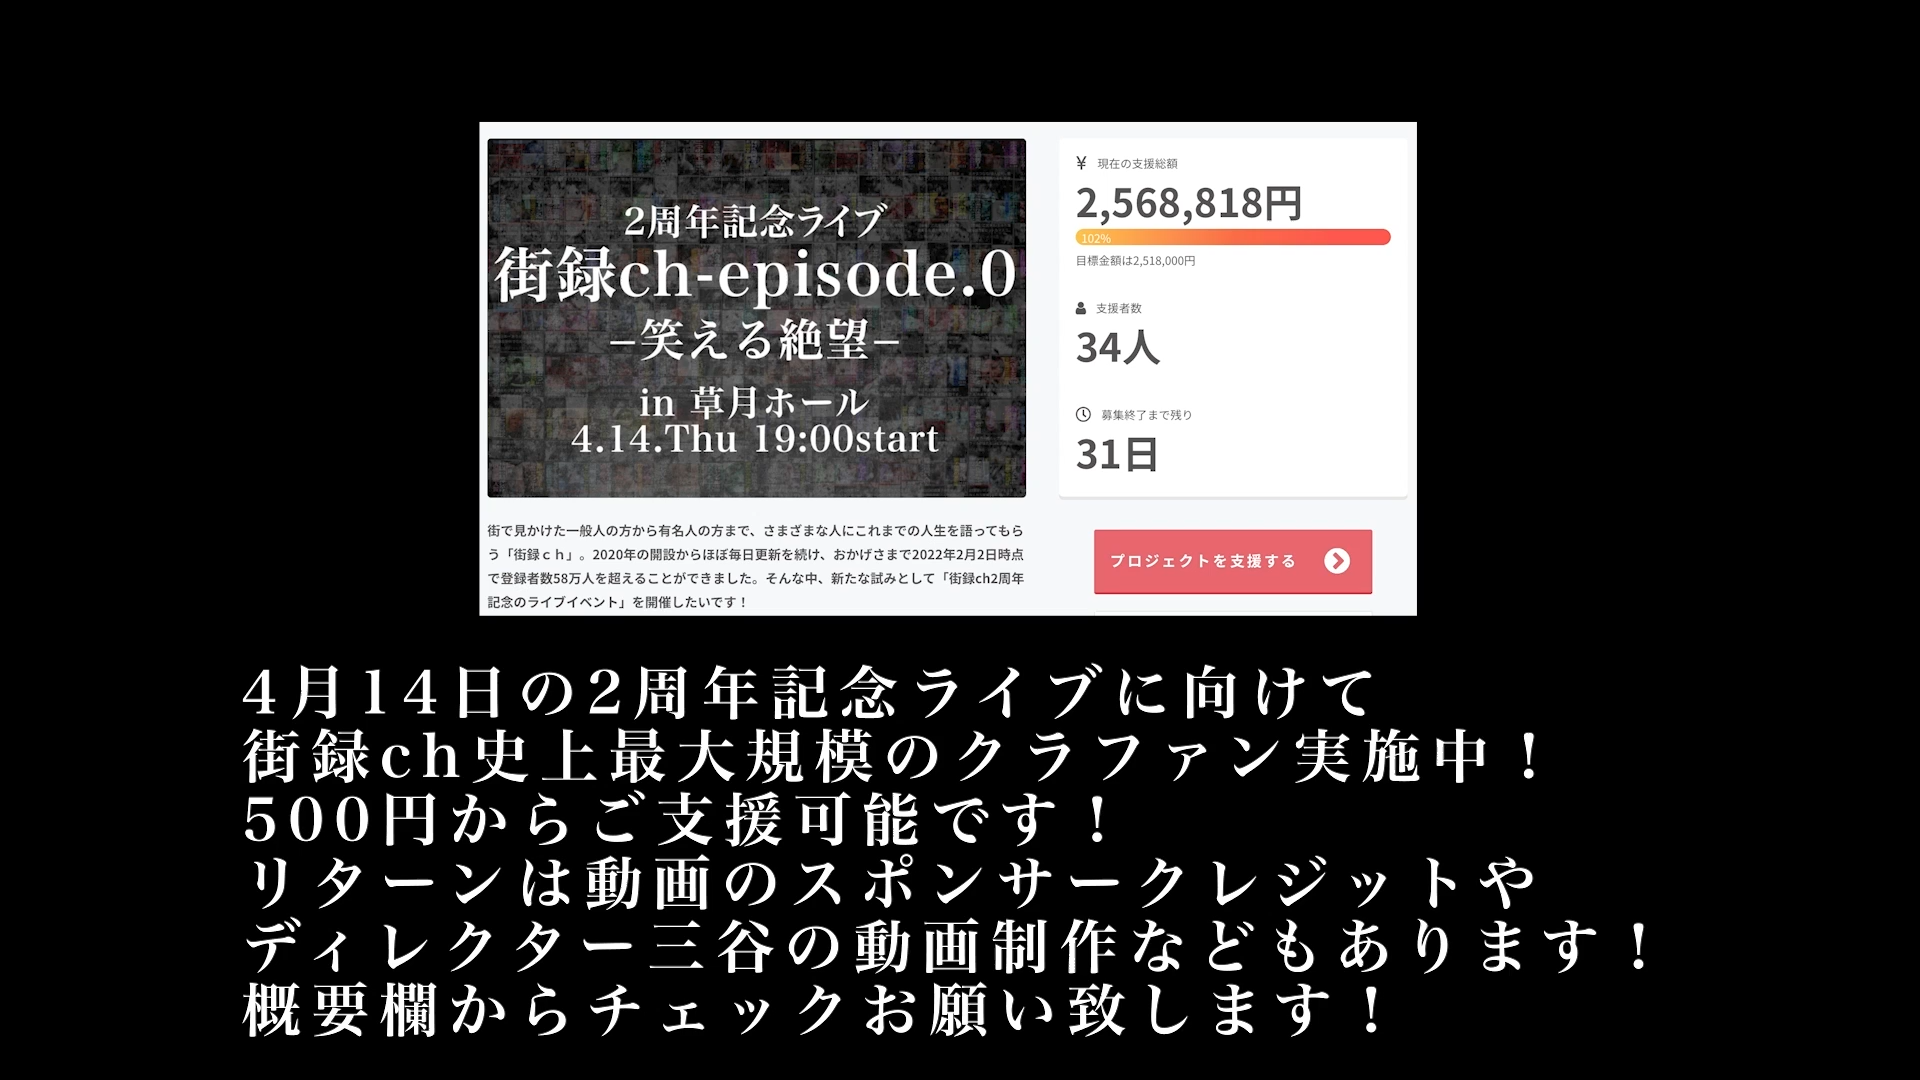 2周年記念ライブ
街録ch-episode.0
−笑える絶望−
in 草月ホール
4.14.Thu 19:00start
¥ 現在の支援総額
2,568,818円
102%
目標金額は2,518,000円
支援者数
34人
募集終了まで残り
31日
街で見かけた一般人の方から有名人の方まで、さまざまな人にこれまでの人生を語ってもら
う「街録ｃｈ」。2020年の開設からほぼ毎日更新を続け、おかげさまで2022年2月2日時点
で登録者数58万人を超えることができました。そんな中、新たな試みとして「街録ch2周年
記念のライブイベント」を開催したいです！
プロジェクトを支援する
4月14日の2周年記念ライブに向けて
街録ch史上最大規模のクラファン実施中！
500円からご支援可能です！
リターンは動画のスポンサークレジットや
ディレクター三谷の動画制作などもあります！
概要欄からチェックお願い致します！